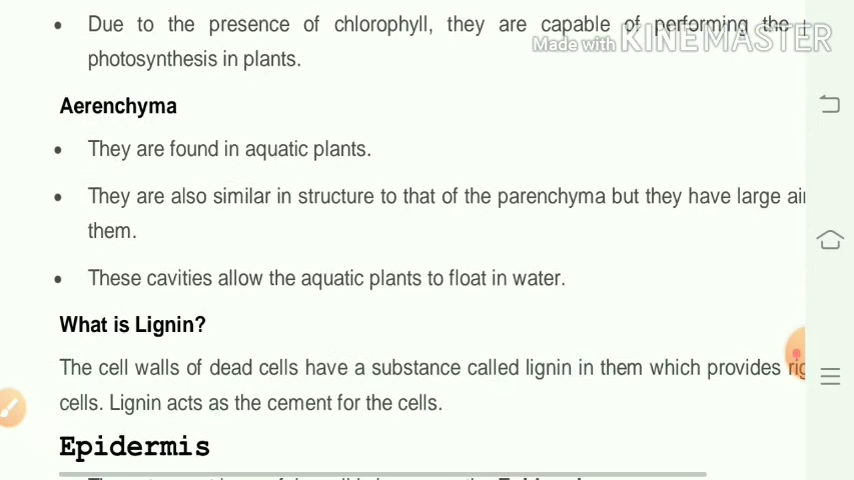 • Due to the presence of chlorophyll, they are capable of performing the
Made with KINEMASTER
photosynthesis in plants.
Aerenchyma
• They are found in aquatic plants.
• They are also similar in structure to that of the parenchyma but they have large
them.
• These cavities allow the aquatic plants to float in water.
What is Lignin?
The cell walls of dead cells have a substance called lignin in them which provides
cells. Lignin acts as the cement for the cells.
Epidermis